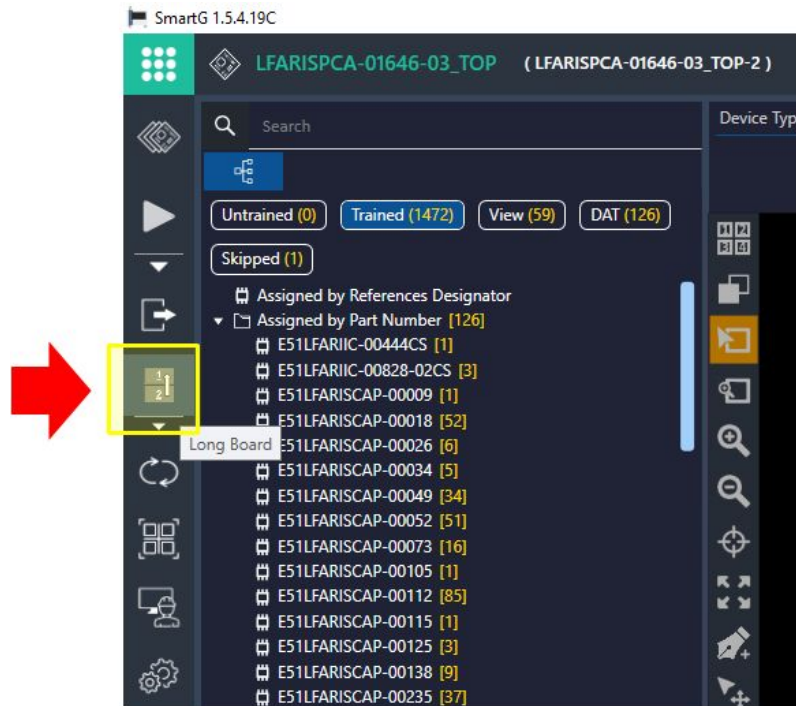 SmartG 1.5.4.19C
LFARISPCA-01646-03_TOP ( LFARISPCA-01646-03_TOP-2 )
Search
Device Typ
Untrained (0) Trained (1472) View (59) DAT (126)
Skipped (1)
Assigned by References Designator
Assigned by Part Number [126]
E51LFARIIC-00444CS [1]
E51LFARIIC-00828-02CS [3]
E51LFARISCAP-00009 [1]
E51LFARISCAP-00018 [52]
Long Board
E51LFARISCAP-00026 [6]
E51LFARISCAP-00034 [5]
E51LFARISCAP-00049 [34]
E51LFARISCAP-00052 [51]
E51LFARISCAP-00073 [16]
E51LFARISCAP-00105 [1]
E51LFARISCAP-00112 [85]
E51LFARISCAP-00115 [1]
E51LFARISCAP-00125 [3]
E51LFARISCAP-00138 [9]
E51LFARISCAP-00235 [37]
1
2